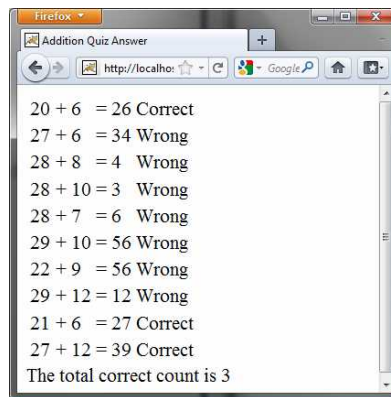 Firefox
Addition Quiz Answer
http://localho:
Google
20 + 6 = 26 Correct
27 + 6 = 34 Wrong
28 + 8 = 4 Wrong
28 + 10 = 3 Wrong
28 + 7 = 6 Wrong
29 + 10 = 56 Wrong
22 + 9 = 56 Wrong
29 + 12 = 12 Wrong
21 + 6 = 27 Correct
27 + 12 = 39 Correct
The total correct count is 3